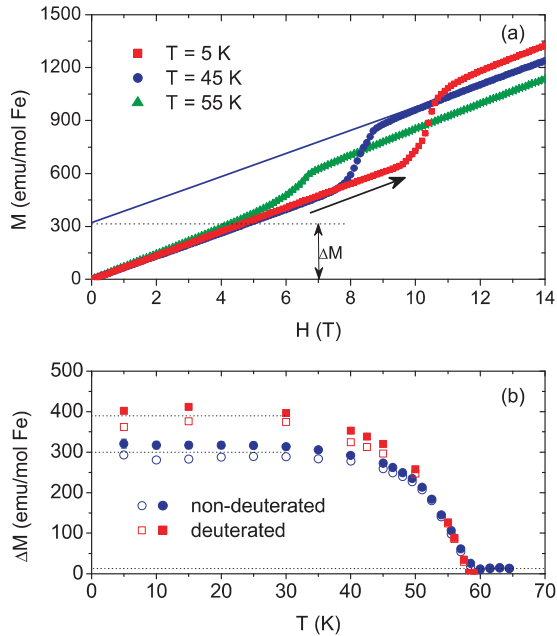 (a)
1500
1200
900
600
300
0
M (emu/mol Fe)
T = 5 K
T = 45 K
T = 55 K
ΔM
0 2 4 6 8 10 12 14
H (T)
(b)
500
400
300
200
100
0
ΔM (emu/mol Fe)
non-deuterated
deuterated
0 10 20 30 40 50 60 70
T (K)